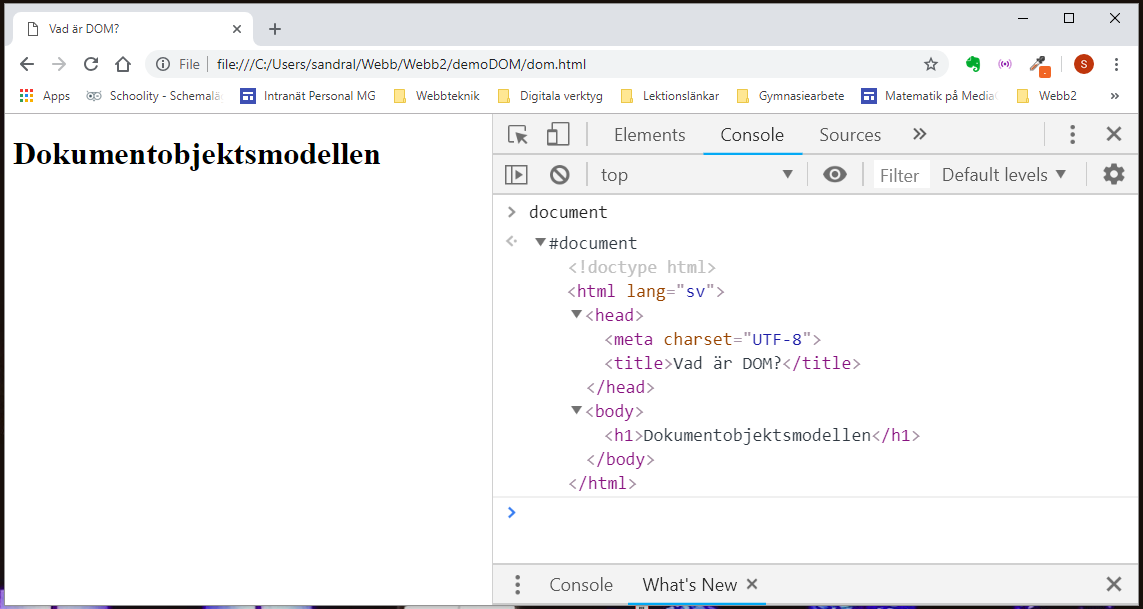 Vad är DOM?
File file:///C:/Users/sandral/Webb/Webb2/demoDOM/dom.html S
Apps Schoolity - Schemalä Intranät Personal MG Webbteknik Digitala verktyg Lektionslänkar Gymnasiearbete Matematik på Media Webb2 »
Dokumentobjektsmodellen
Elements Console Sources »
top Filter Default levels
> document
#document
<!doctype html>
<html lang="sv">
<head>
<meta charset="UTF-8">
<title>Vad är DOM?</title>
</head>
<body>
<h1>Dokumentobjektsmodellen</h1>
</body>
</html>
>
Console What's New